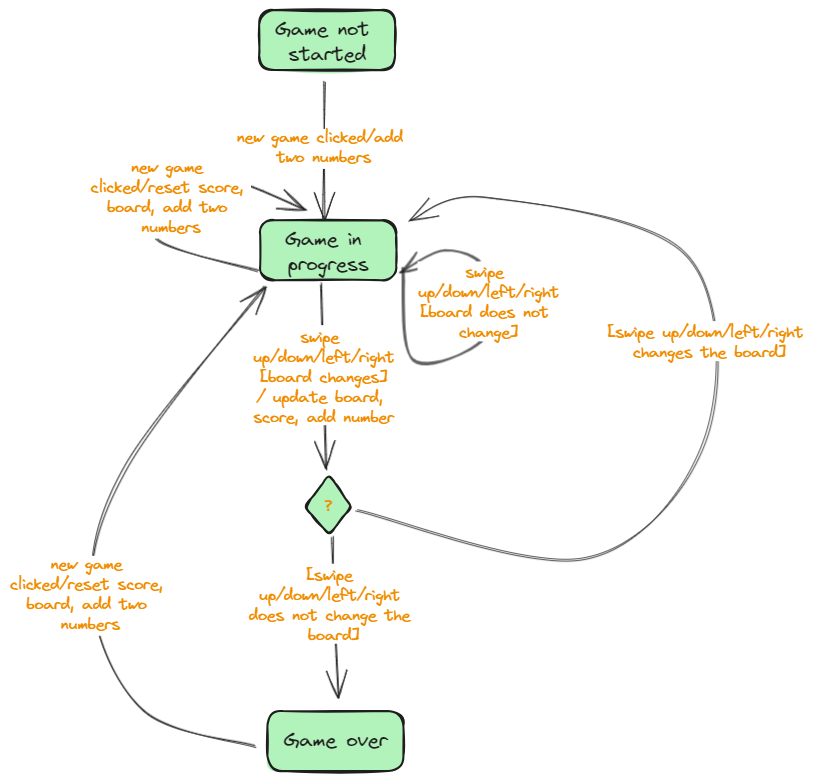 Game not
started
new game clicked/add
two numbers
new game
clicked/reset score,
board, add two
numbers
Game in
progress
swipe
up/down/left/right
[board does not
change]
[swipe up/down/left/right
changes the board]
swipe
up/down/left/right
[board changes]
/ update board,
score, add number
?
[swipe
up/down/left/right
does not change the
board]
new game
clicked/reset score,
board, add two
numbers
Game over